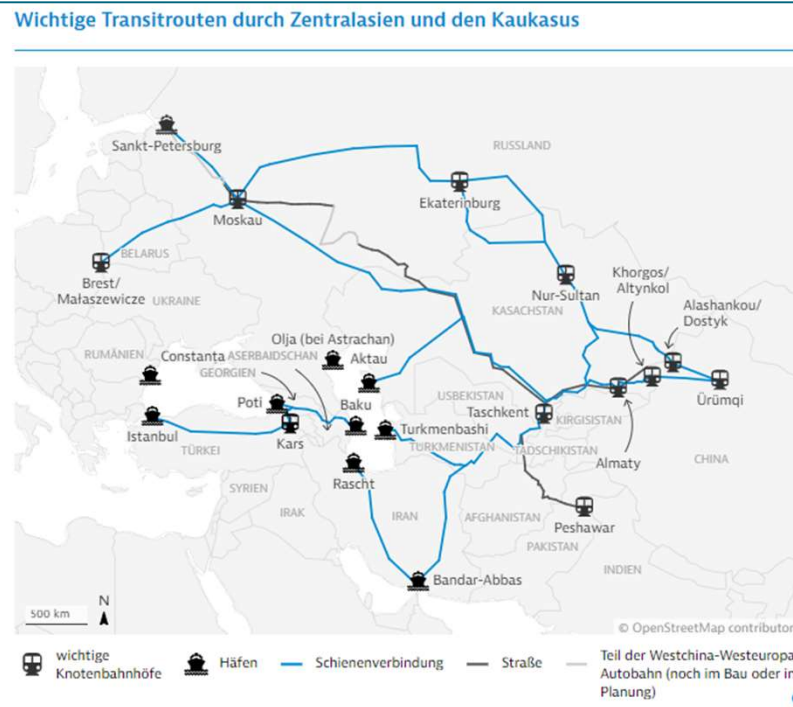 Wichtige Transitrouten durch Zentralasien und den Kaukasus
Sankt-Petersburg
RUSSLAND
Ekaterinburg
Moskau
BELARUS
Brest/
Małaszewicze
UKRAINE
Nur-Sultan
Khorgos/
Altynkol
KASACHSTAN
Alashankou/
Dostyk
Olja (bei Astrachan)
RUMÄNIEN
Constanța
ASERBAIDSCHAN
Aktau
GEORGIEN
Ürümqi
USBEKISTAN
Poti
Baku
Taschkent
KIRGISISTAN
Istanbul
Kars
Turkmenbashi
TÜRKEI
TURKMENISTAN
TADSCHIKISTAN
Almaty
CHINA
Rascht
SYRIEN
IRAK
IRAN
AFGHANISTAN
Peshawar
PAKISTAN
INDIEN
Bandar-Abbas
N
500 km
© OpenStreetMap contributor
wichtige
Knotenbahnhöfe
Häfen
Schienenverbindung
Straße
Teil der Westchina-Westeuropa
Autobahn (noch im Bau oder in
Planung)